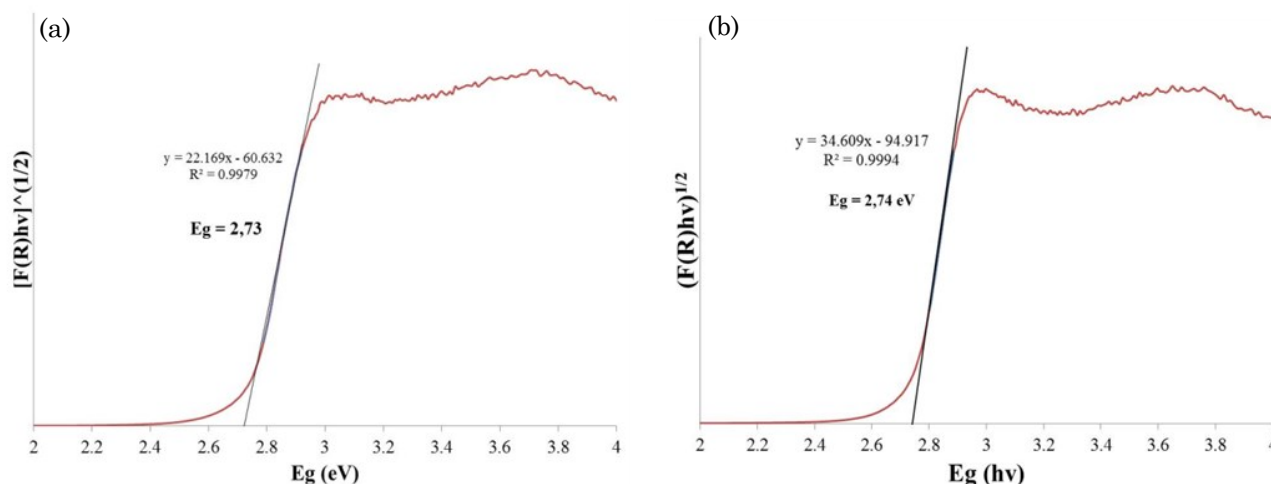 (a)
[F(R)hv]^(1/2)
y = 22.169x - 60.632
R² = 0.9979
Eg = 2,73
2 2.2 2.4 2.6 2.8 3 3.2 3.4 3.6 3.8 4
Eg (eV)
(b)
(F(R)hv)^1/2
y = 34.609x - 94.917
R² = 0.9994
Eg = 2,74 eV
2 2.2 2.4 2.6 2.8 3 3.2 3.4 3.6 3.8 4
Eg (hv)